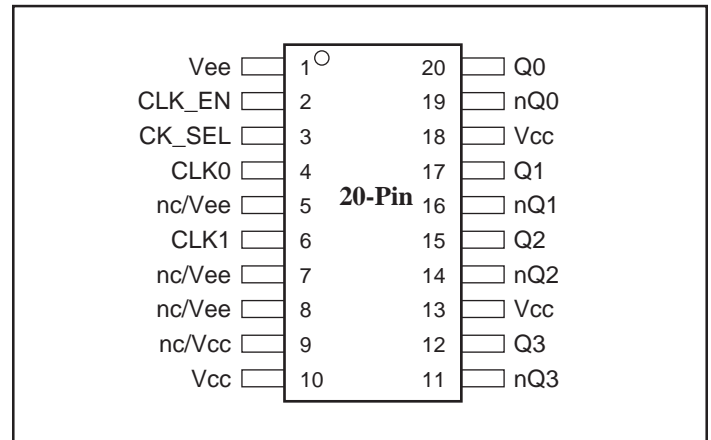 Vee 1 20 Q0
CLK_EN 2 19 nQ0
CK_SEL 3 18 Vcc
CLK0 4 17 Q1
nc/Vee 5 20-Pin 16 nQ1
CLK1 6 15 Q2
nc/Vee 7 14 nQ2
nc/Vee 8 13 Vcc
nc/Vcc 9 12 Q3
Vcc 10 11 nQ3